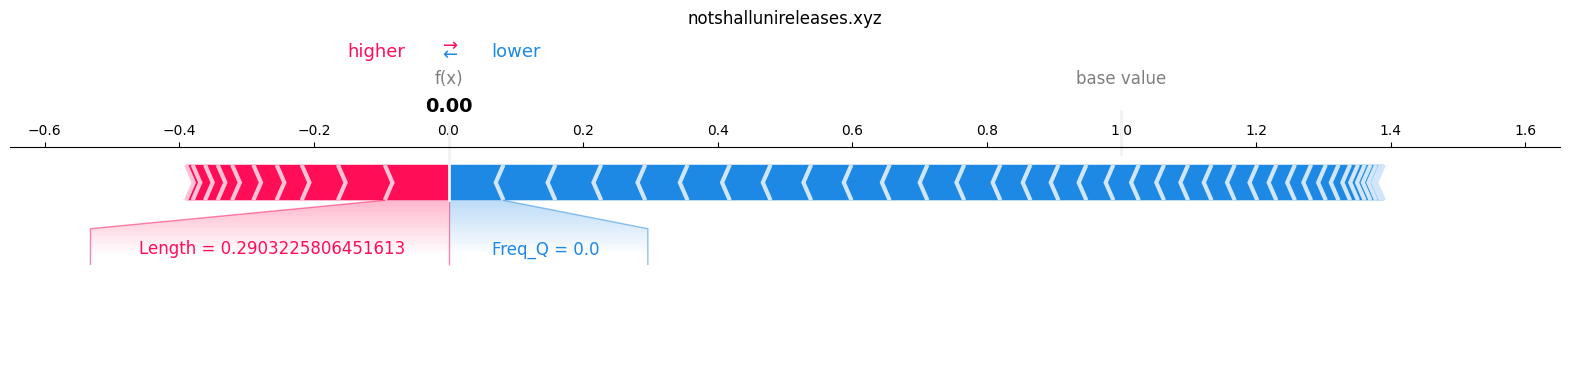 notshallunireleases.xyz
higher ⇄ lower
f(x) base value
0.00
−0.6 −0.4 −0.2 0.0 0.2 0.4 0.6 0.8 1.0 1.2 1.4 1.6
Length = 0.2903225806451613 Freq_Q = 0.0